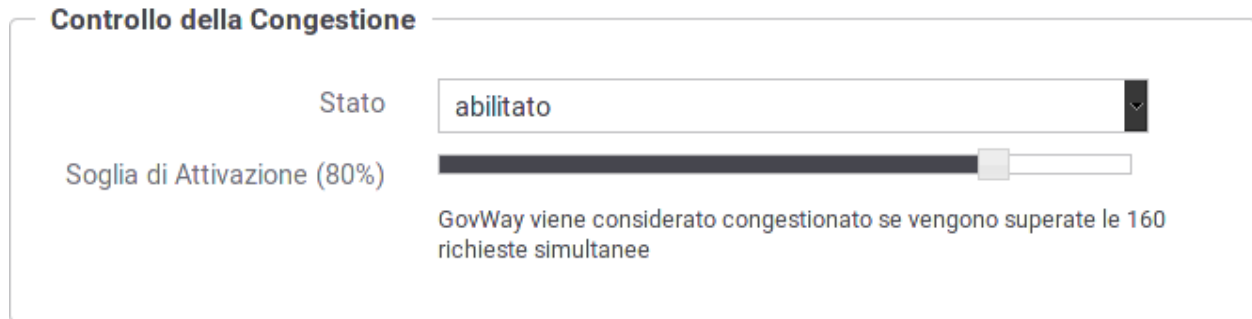 Controllo della Congestione
Stato
abilitato
Soglia di Attivazione (80%)
GovWay viene considerato congestionato se vengono superate le 160
richieste simultanee